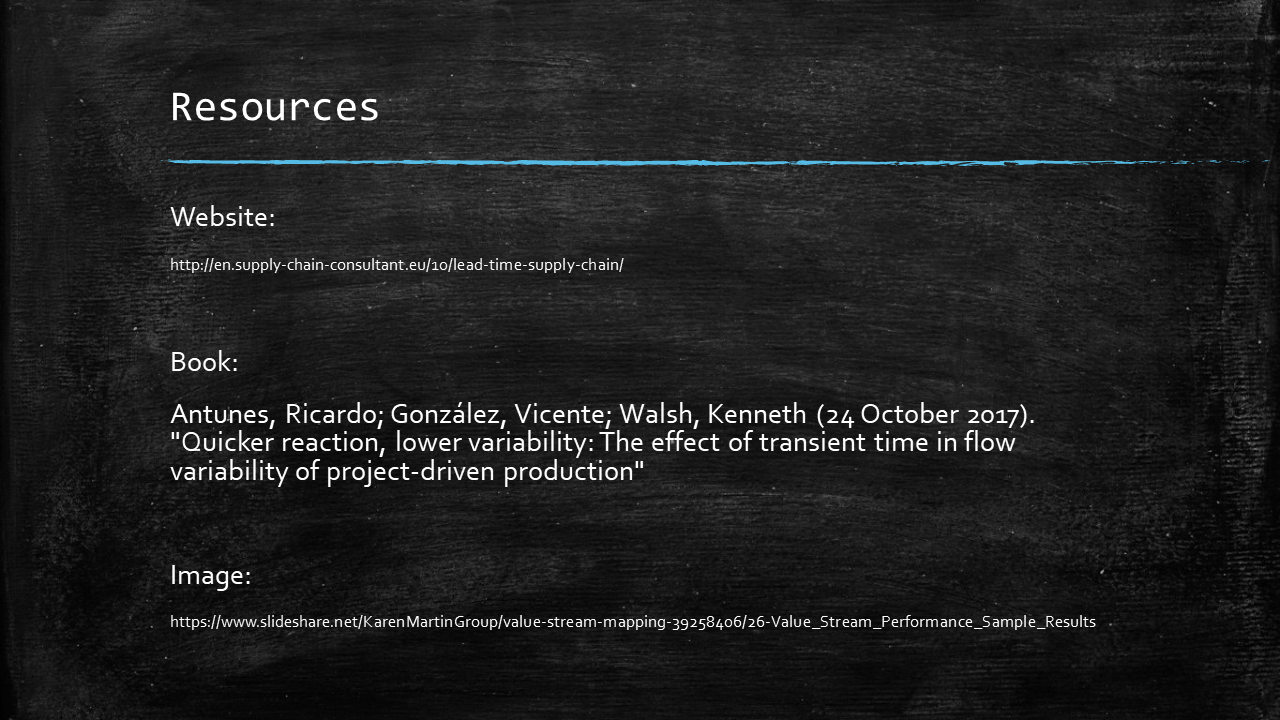 Resources
Website:
http://en.supply-chain-consultant.eu/10/lead-time-supply-chain/
Book:
Antunes, Ricardo; González, Vicente; Walsh, Kenneth (24 October 2017).
"Quicker reaction, lower variability: The effect of transient time in flow
variability of project-driven production"
Image:
https://www.slideshare.net/KarenMartinGroup/value-stream-mapping-39258406/26-Value_Stream_Performance_Sample_Results